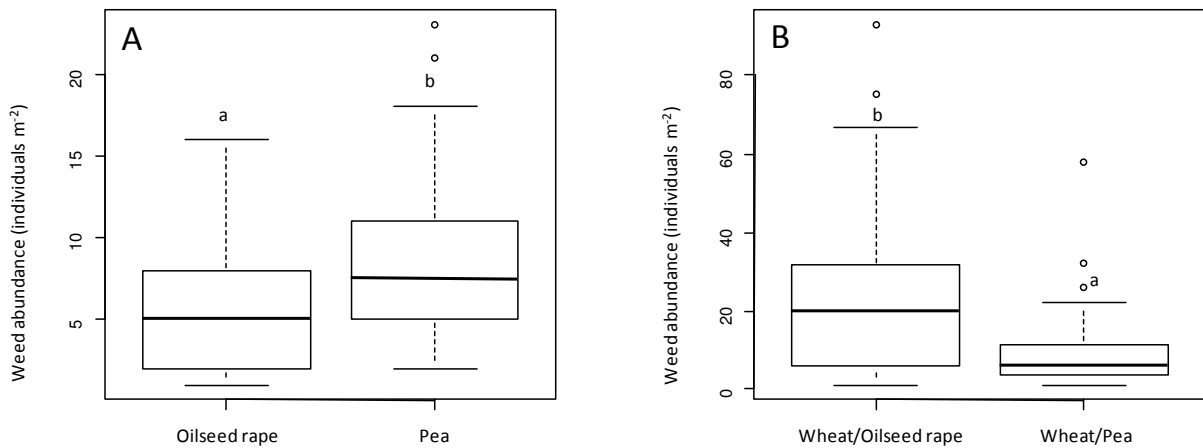 A
Weed abundance (individuals m⁻²)
20
15
10
5
a
b
Oilseed rape
Pea
B
Weed abundance (individuals m⁻²)
80
60
40
20
0
b
a
Wheat/Oilseed rape
Wheat/Pea